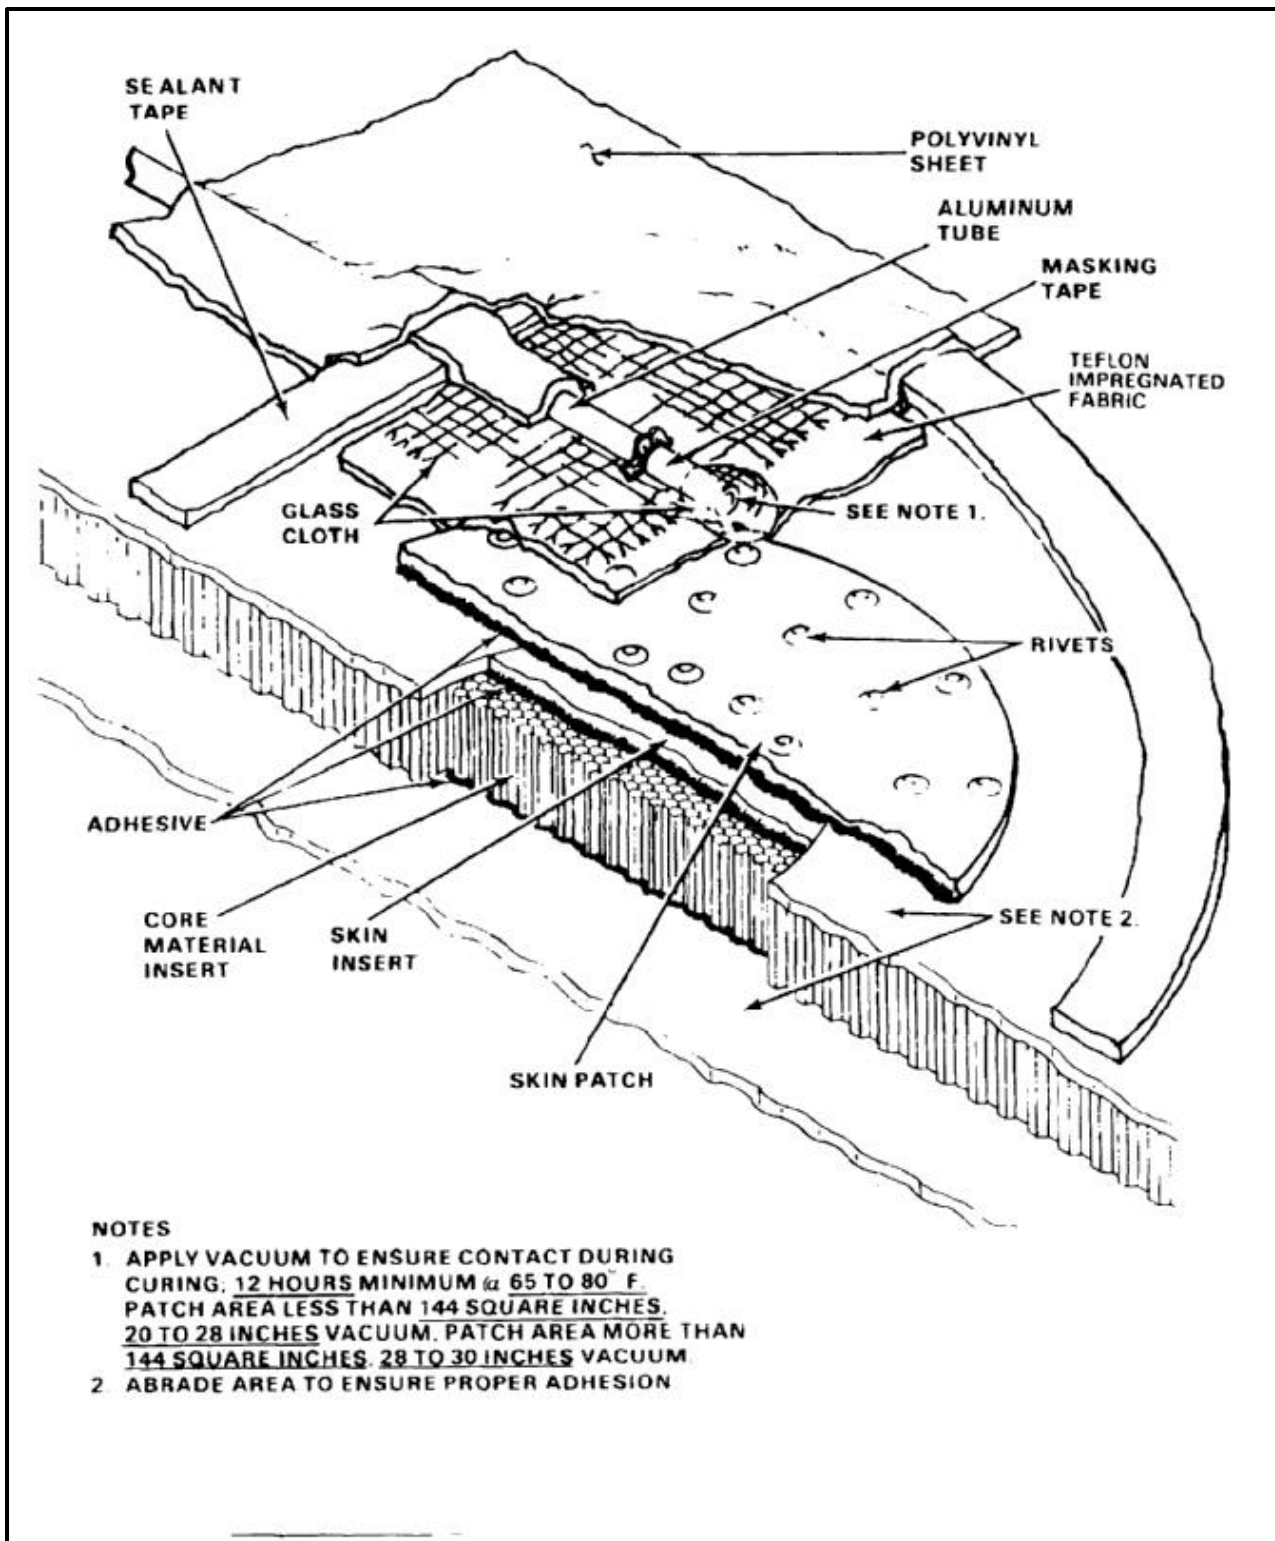 SEALANT
TAPE
POLYVINYL
SHEET
ALUMINUM
TUBE
MASKING
TAPE
TEFLON
IMPREGNATED
FABRIC
GLASS
CLOTH
SEE NOTE 1.
RIVETS
ADHESIVE
CORE
MATERIAL
INSERT
SKIN
INSERT
SEE NOTE 2.
SKIN PATCH
NOTES
1. APPLY VACUUM TO ENSURE CONTACT DURING
CURING; 12 HOURS MINIMUM @ 65 TO 80° F.
PATCH AREA LESS THAN 144 SQUARE INCHES,
20 TO 28 INCHES VACUUM. PATCH AREA MORE THAN
144 SQUARE INCHES, 28 TO 30 INCHES VACUUM.
2. ABRADE AREA TO ENSURE PROPER ADHESION